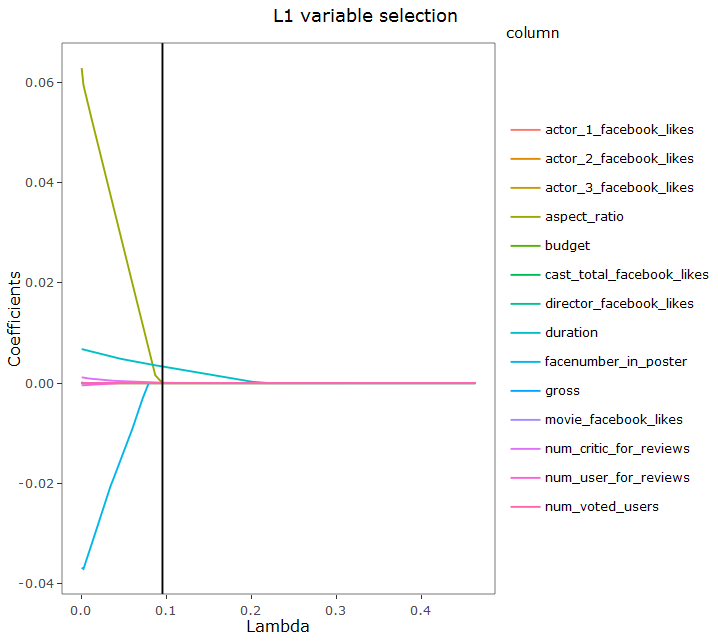 L1 variable selection
column
actor_1_facebook_likes
actor_2_facebook_likes
actor_3_facebook_likes
aspect_ratio
budget
cast_total_facebook_likes
director_facebook_likes
duration
facenumber_in_poster
gross
movie_facebook_likes
num_critic_for_reviews
num_user_for_reviews
num_voted_users
Coefficients
0.06
0.04
0.02
0.00
-0.02
-0.04
0.0 0.1 0.2 0.3 0.4
Lambda